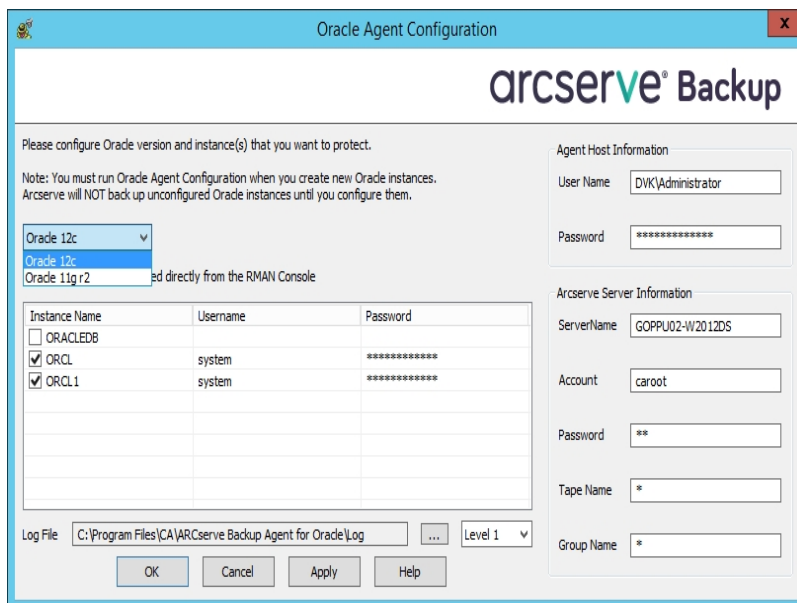 Oracle Agent Configuration
x
arcserve® Backup
Please configure Oracle version and instance(s) that you want to protect.
Note: You must run Oracle Agent Configuration when you create new Oracle instances.
Arcserve will NOT back up unconfigured Oracle instances until you configure them.
Oracle 12c
Oracle 12c
Oracle 11g r2
ed directly from the RMAN Console
Instance Name Username Password
ORACLEDB
ORCL system ************
ORCL1 system ************
Log File C:\Program Files\CA\ARCserve Backup Agent for Oracle\Log ... Level 1
OK Cancel Apply Help
Agent Host Information
User Name DVK\Administrator
Password *************
Arcserve Server Information
ServerName GOPPU02-W2012DS
Account caroot
Password **
Tape Name *
Group Name *